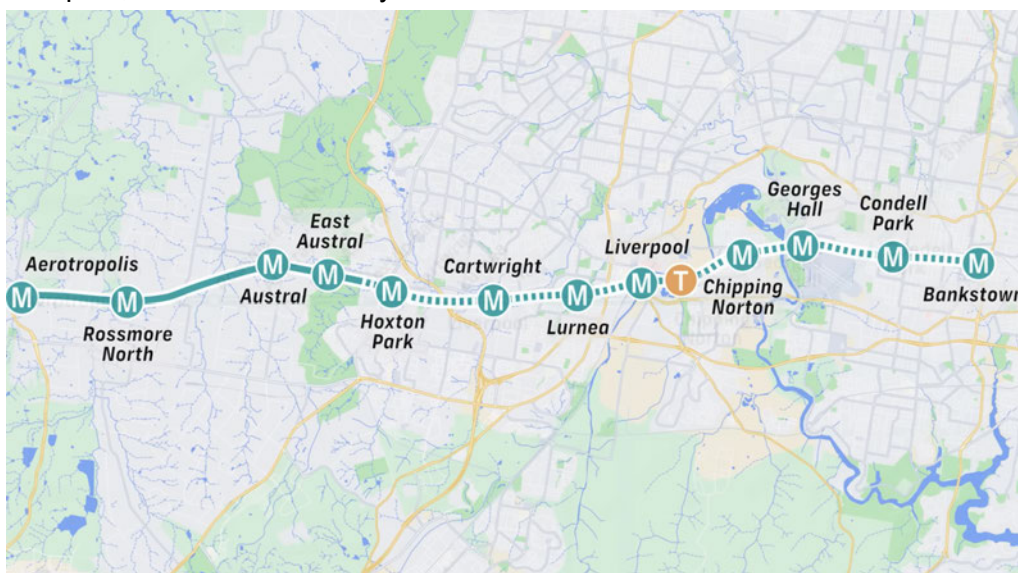 Aerotropolis
M
M
Rossmore
North
M
Austral
East
Austral
M
M
Hoxton
Park
Cartwright
M
M
Lurnea
Liverpool
M
T
M
Chipping
Norton
Georges
Hall
M
Condell
Park
M
M
Bankstown